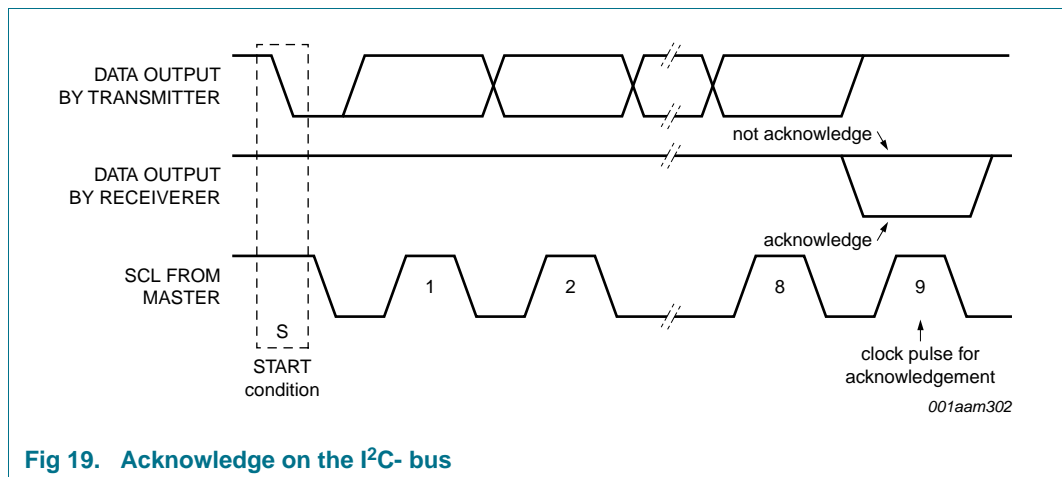 DATA OUTPUT
BY TRANSMITTER
not acknowledge
DATA OUTPUT
BY RECEIVERER
acknowledge
SCL FROM
MASTER
1
2
8
9
S
START
condition
clock pulse for
acknowledgement
001aam302
Fig 19. Acknowledge on the I²C- bus